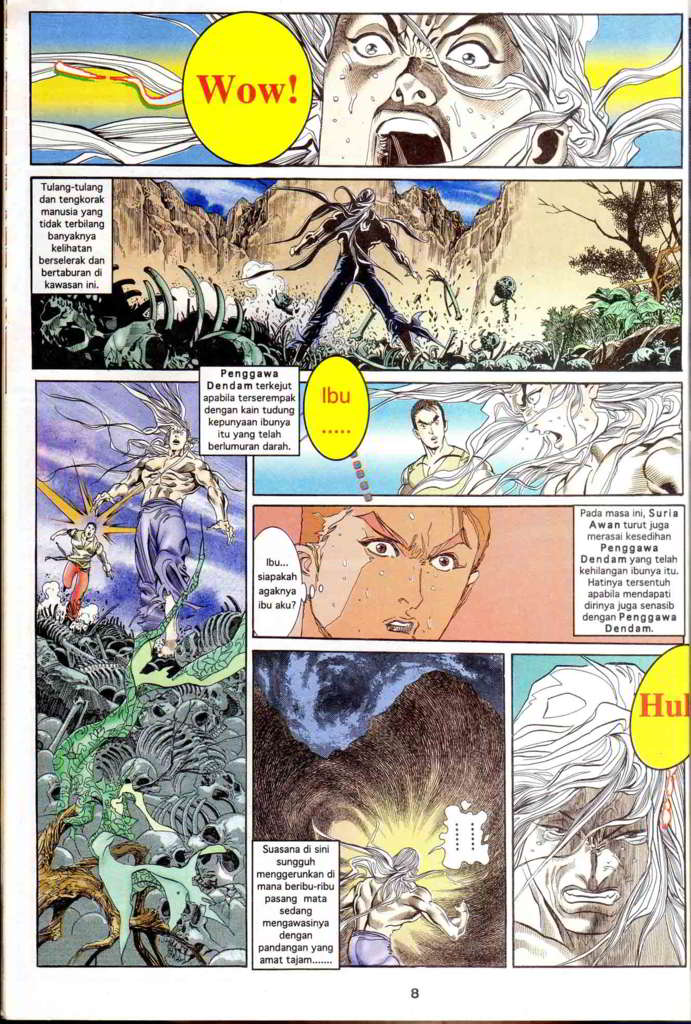 Wow!
Tulang-tulang
dan tengkorak
manusia yang
tidak terbilang
banyaknya
kelihatan
berselerak dan
bertaburan di
kawasan ini.
Penggawa
Dendam terkejut
apabila terserempak
dengan kain tudung
kepunyaan ibunya
itu yang telah
berlumuran darah.
Ibu
.....
Ibu...
siapakah
agaknya
ibu aku?
Pada masa ini, Suria
Awan turut juga
merasai kesedihan
Penggawa
Dendam yang telah
kehilangan ibunya itu.
Hatinya tersentuh
apabila mendapati
dirinya juga senasib
dengan Penggawa
Dendam.
Suasana di sini
sungguh
menggerunkan di
mana beribu-ribu
pasang mata
sedang
mengawasinya
dengan
pandangan yang
amat tajam.......
8